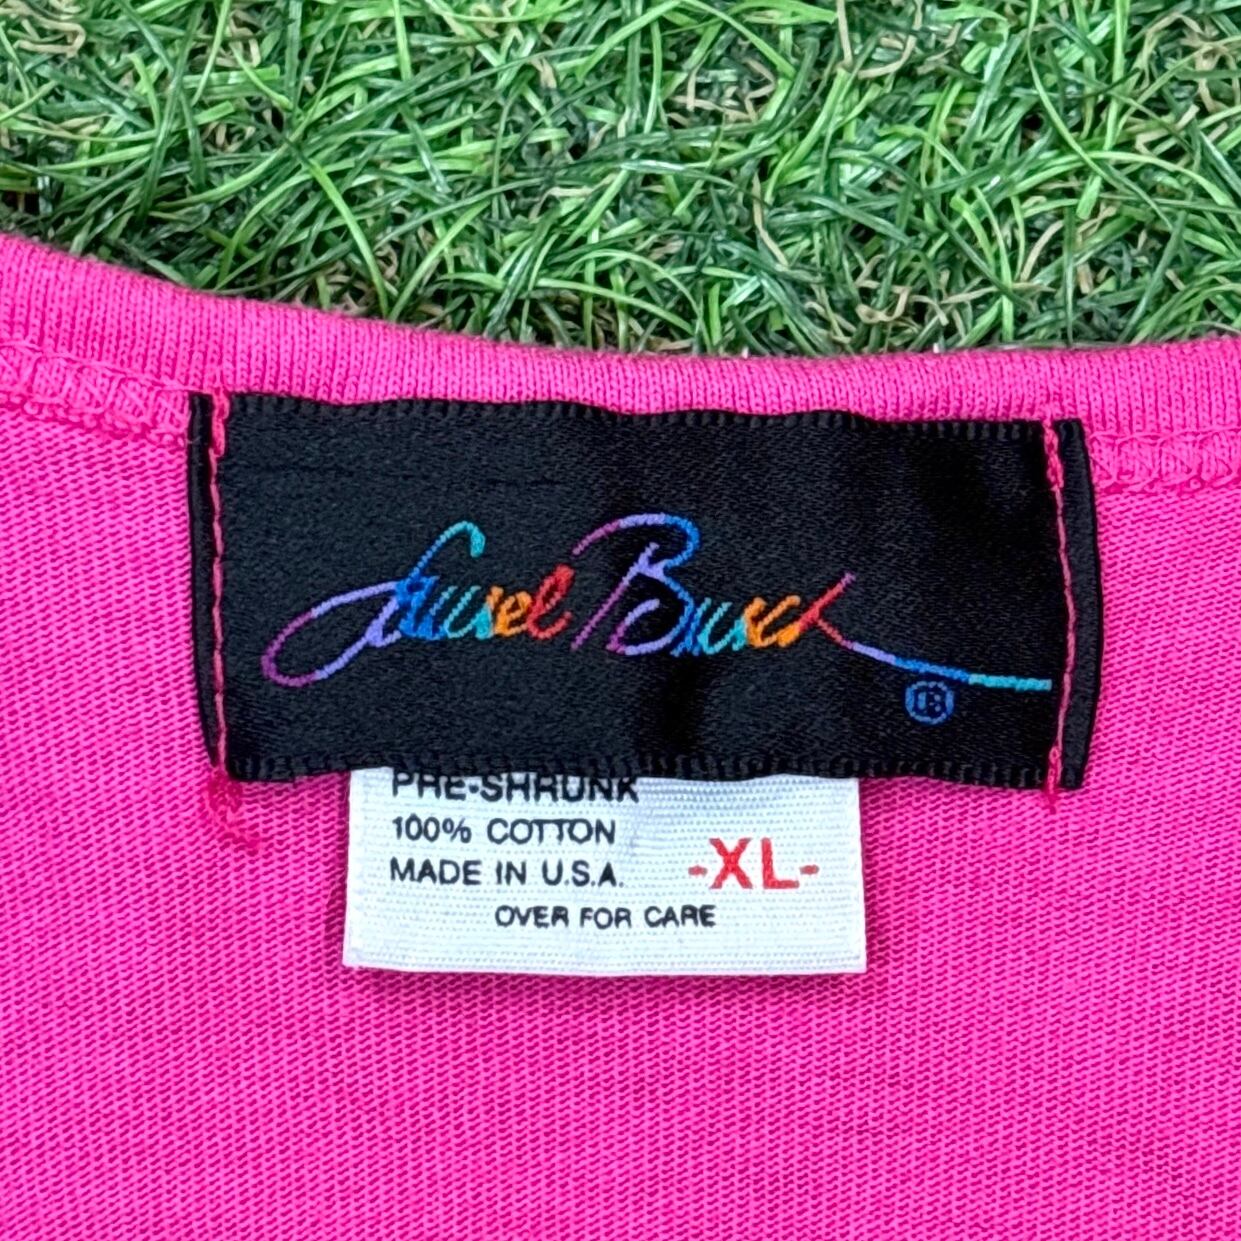 Laurel Burch ®
PRE-SHRUNK
100% COTTON
MADE IN U.S.A.
-XL-
OVER FOR CARE